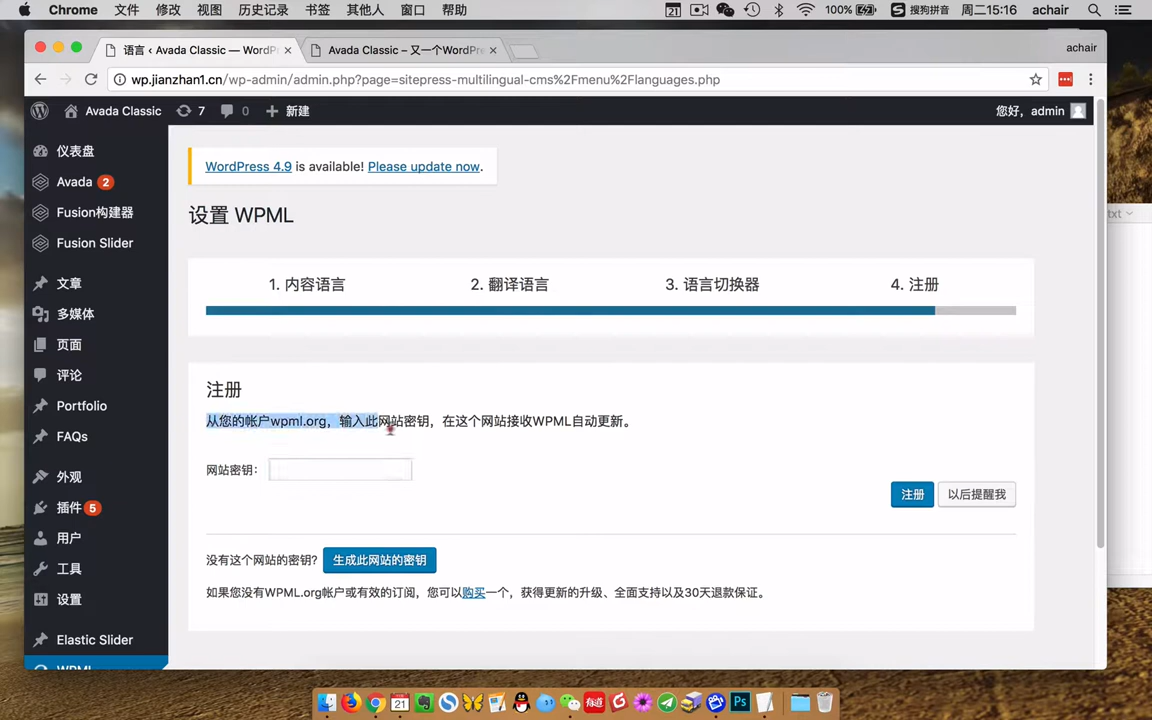 Chrome 文件 修改 视图 历史记录 书签 其他人 窗口 帮助 21 100% 搜狗拼音 周二15:16 achair
语言 ‹ Avada Classic — WordPr × Avada Classic – 又一个WordPre × achair
wp.jianzhan1.cn/wp-admin/admin.php?page=sitepress-multilingual-cms%2Fmenu%2Flanguages.php
Avada Classic 7 0 新建 您好，admin
仪表盘
Avada 2
Fusion构建器
Fusion Slider
文章
多媒体
页面
评论
Portfolio
FAQs
外观
插件 5
用户
工具
设置
Elastic Slider
WPML
WordPress 4.9 is available! Please update now.
设置 WPML
1. 内容语言 2. 翻译语言 3. 语言切换器 4. 注册
注册
从您的帐户wpml.org，输入此网站密钥，在这个网站接收WPML自动更新。
网站密钥：
注册 以后提醒我
没有这个网站的密钥? 生成此网站的密钥
如果您没有WPML.org帐户或有效的订阅，您可以购买一个，获得更新的升级、全面支持以及30天退款保证。
txt
21 Ps